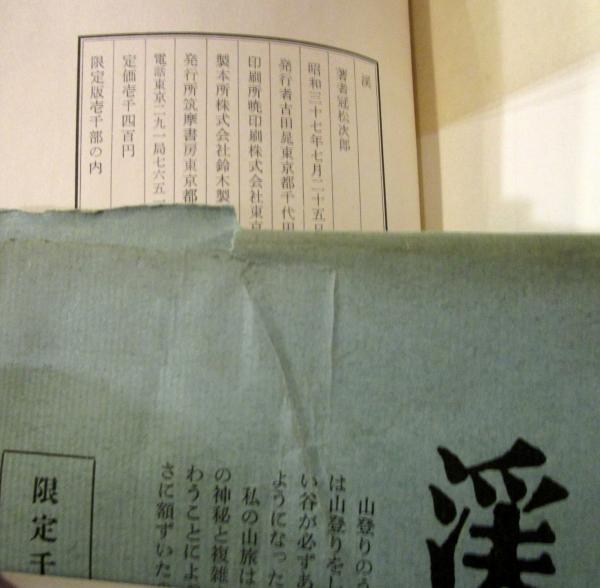 渓
著者冠松次郎
昭和三十七年七月二十五日
発行者古田晁東京都千代田
印刷所暁印刷株式会社東京
製本所株式会社鈴木製
発行所筑摩書房東京都
電話東京二九一局七六五一
定価壱千四百円
限定版壱千部の内
渓
山登りのう
は山登りをし
い谷が必ずあ
ようになった
私の山旅は
の神秘と複雑
わうことによ
さに額ずいた
限定千